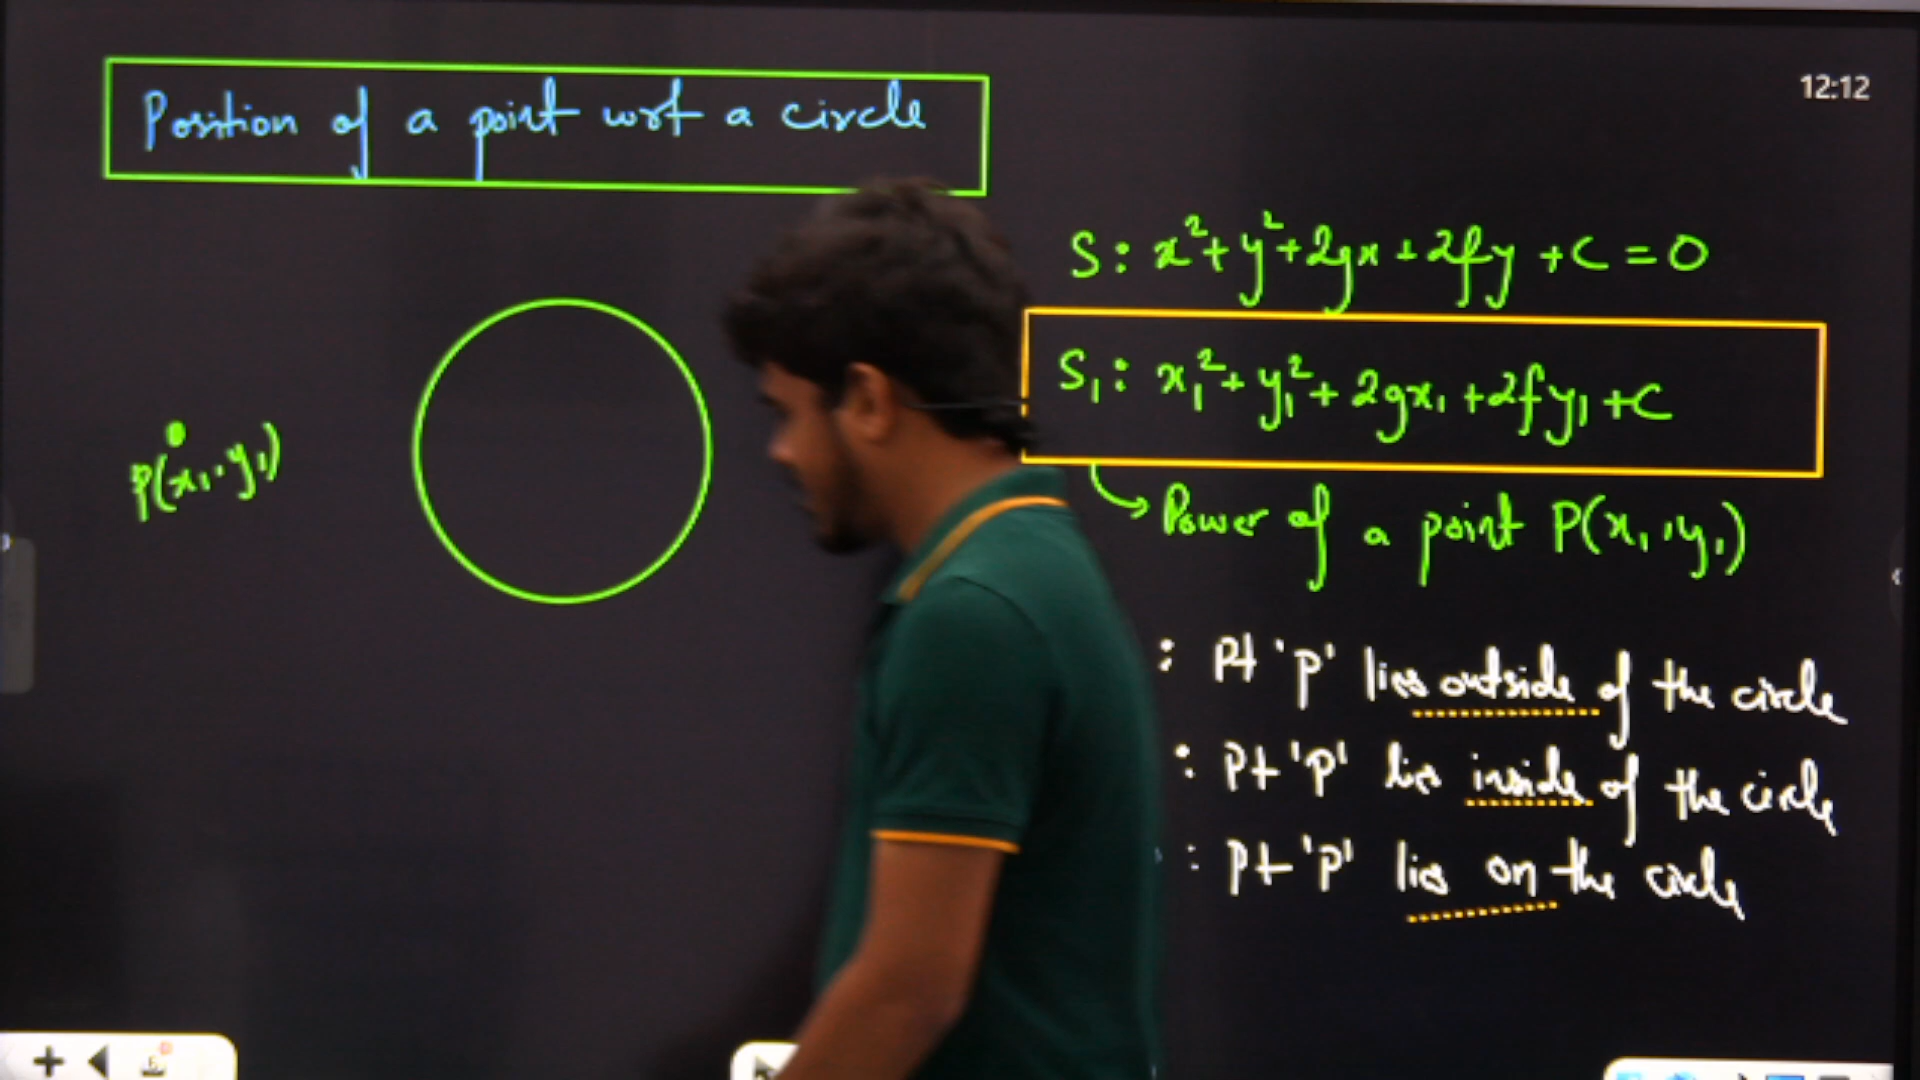 12:12
Position of a point wrt a circle
S: x²+y²+2gx+2fy+c=0
S₁: x₁²+y₁²+2gx₁+2fy₁+c
P(x₁,y₁)
Power of a point P(x₁,y₁)
: Pt 'P' lies outside of the circle
: Pt 'P' lies inside of the circle
: Pt 'P' lies on the circle